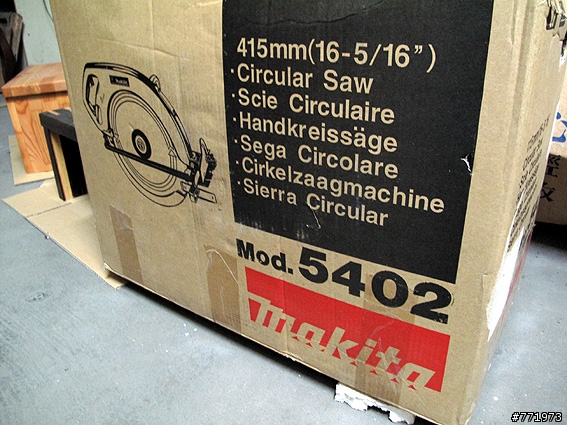 415mm(16-5/16")
·Circular Saw
·Scie Circulaire
·Handkreissäge
·Sega Circolare
·Cirkelzaagmachine
·Sierra Circular
Mod. 5402
makita
#771973